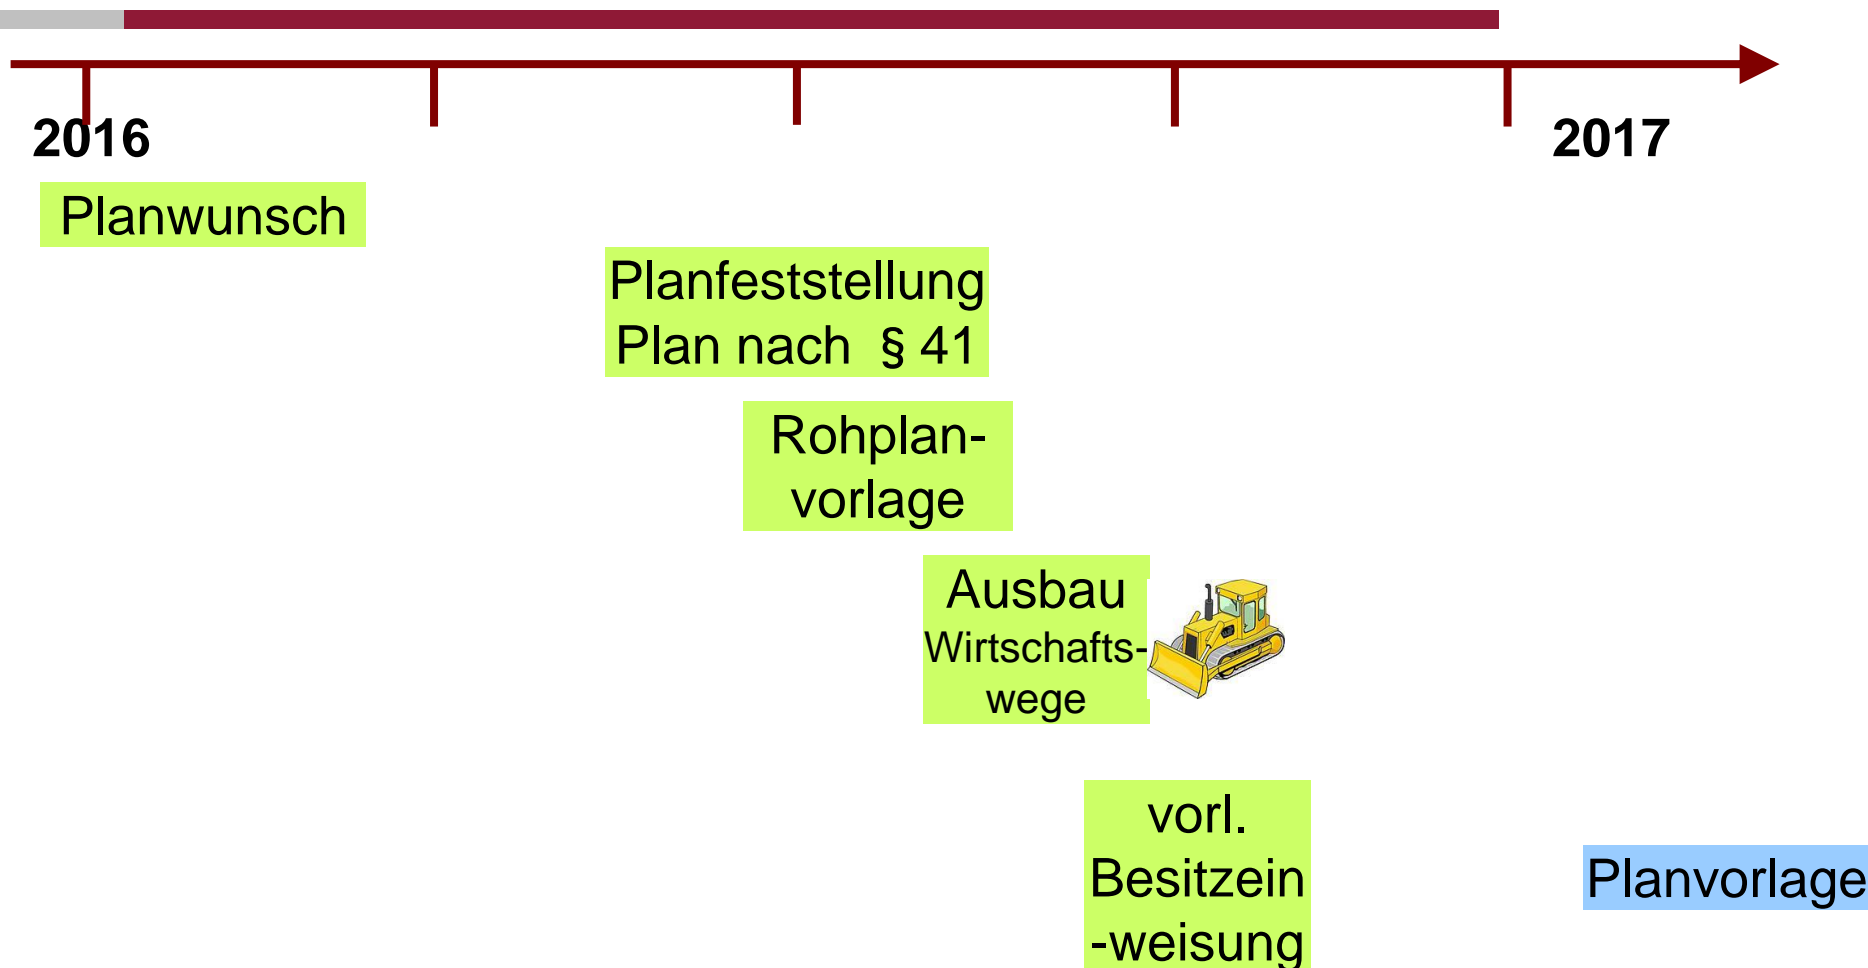 2016
2017
Planwunsch
Planfeststellung
Plan nach § 41
Rohplan-
vorlage
Ausbau
Wirtschafts-
wege
vorl.
Besitzein
-weisung
Planvorlage